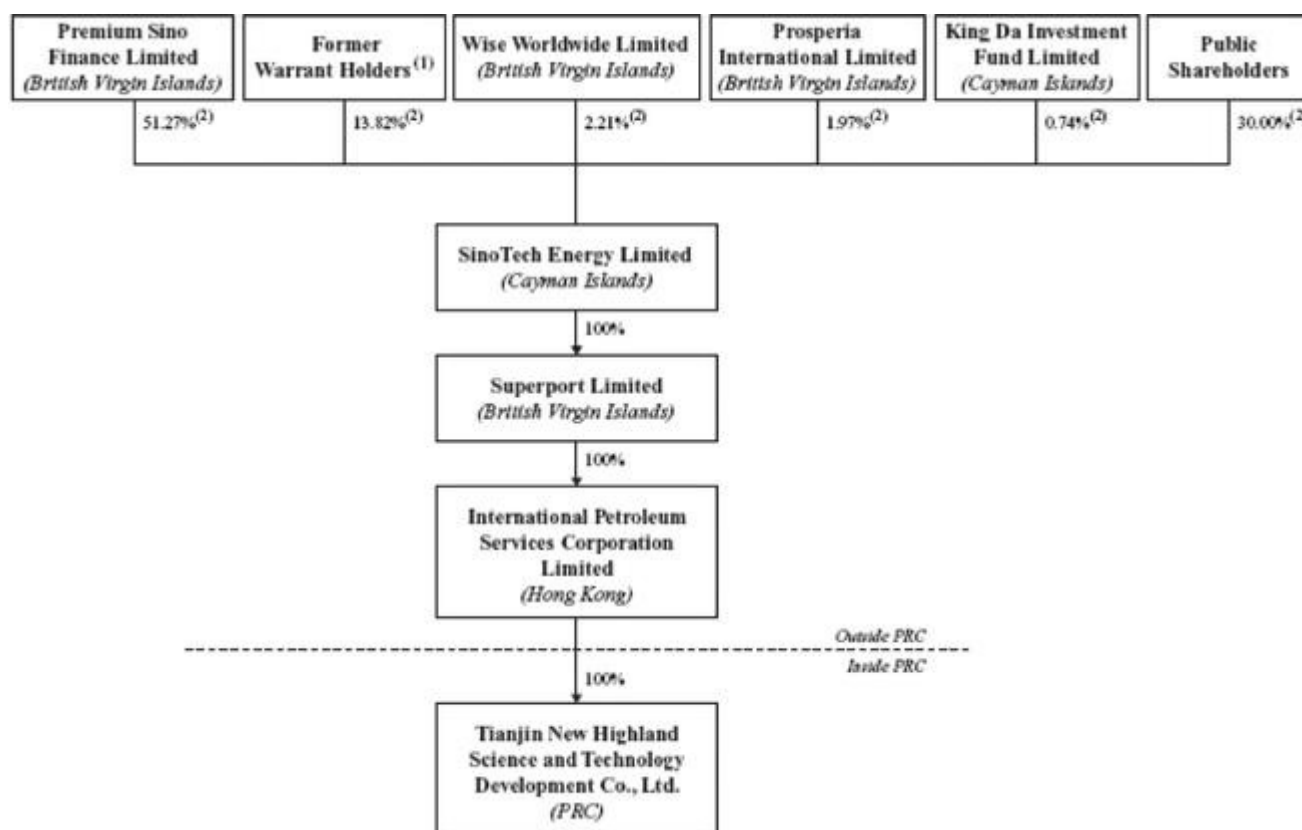 Premium Sino
Finance Limited
(British Virgin Islands)
Former
Warrant Holders(1)
Wise Worldwide Limited
(British Virgin Islands)
Prosperia
International Limited
(British Virgin Islands)
King Da Investment
Fund Limited
(Cayman Islands)
Public
Shareholders
51.27%(2)
13.82%(2)
2.21%(2)
1.97%(2)
0.74%(2)
30.00%(2
SinoTech Energy Limited
(Cayman Islands)
100%
Superport Limited
(British Virgin Islands)
100%
International Petroleum
Services Corporation
Limited
(Hong Kong)
Outside PRC
Inside PRC
100%
Tianjin New Highland
Science and Technology
Development Co., Ltd.
(PRC)